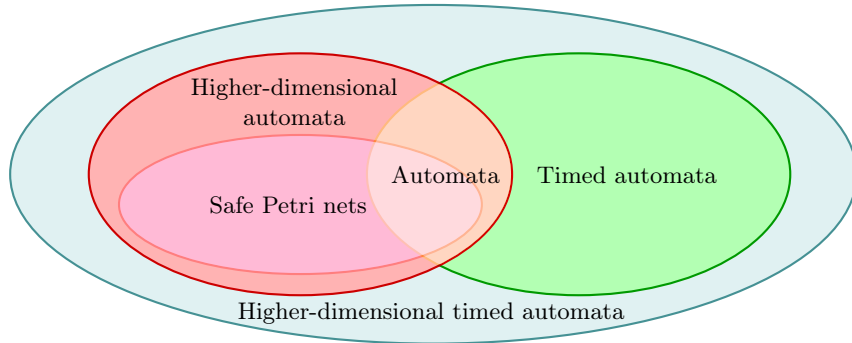 Higher-dimensional
automata
Automata
Timed automata
Safe Petri nets
Higher-dimensional timed automata